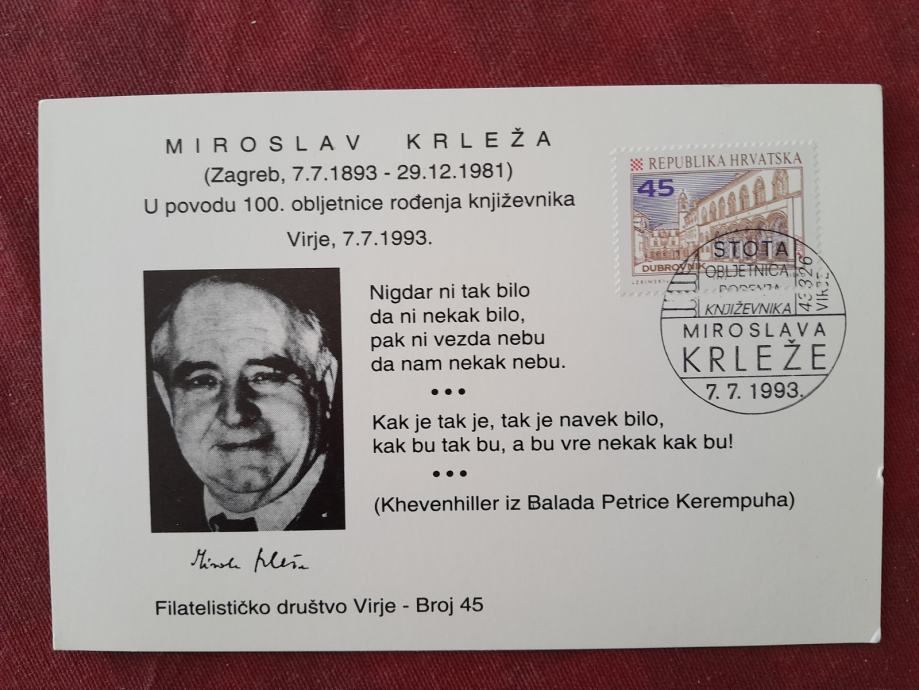 MIROSLAV KRLEŽA
(Zagreb, 7.7.1893 - 29.12.1981)
U povodu 100. obljetnice rođenja književnika
Virje, 7.7.1993.
REPUBLIKA HRVATSKA
45
DUBROVNIK
STOTA
OBLJETNICA
ROĐENJA
KNJIŽEVNIKA
43326
VIRJE
MIROSLAVA
KRLEŽE
7. 7. 1993.
Nigdar ni tak bilo
da ni nekak bilo,
pak ni vezda nebu
da nam nekak nebu.
•••
Kak je tak je, tak je navek bilo,
kak bu tak bu, a bu vre nekak kak bu!
•••
(Khevenhiller iz Balada Petrice Kerempuha)
Filatelističko društvo Virje - Broj 45